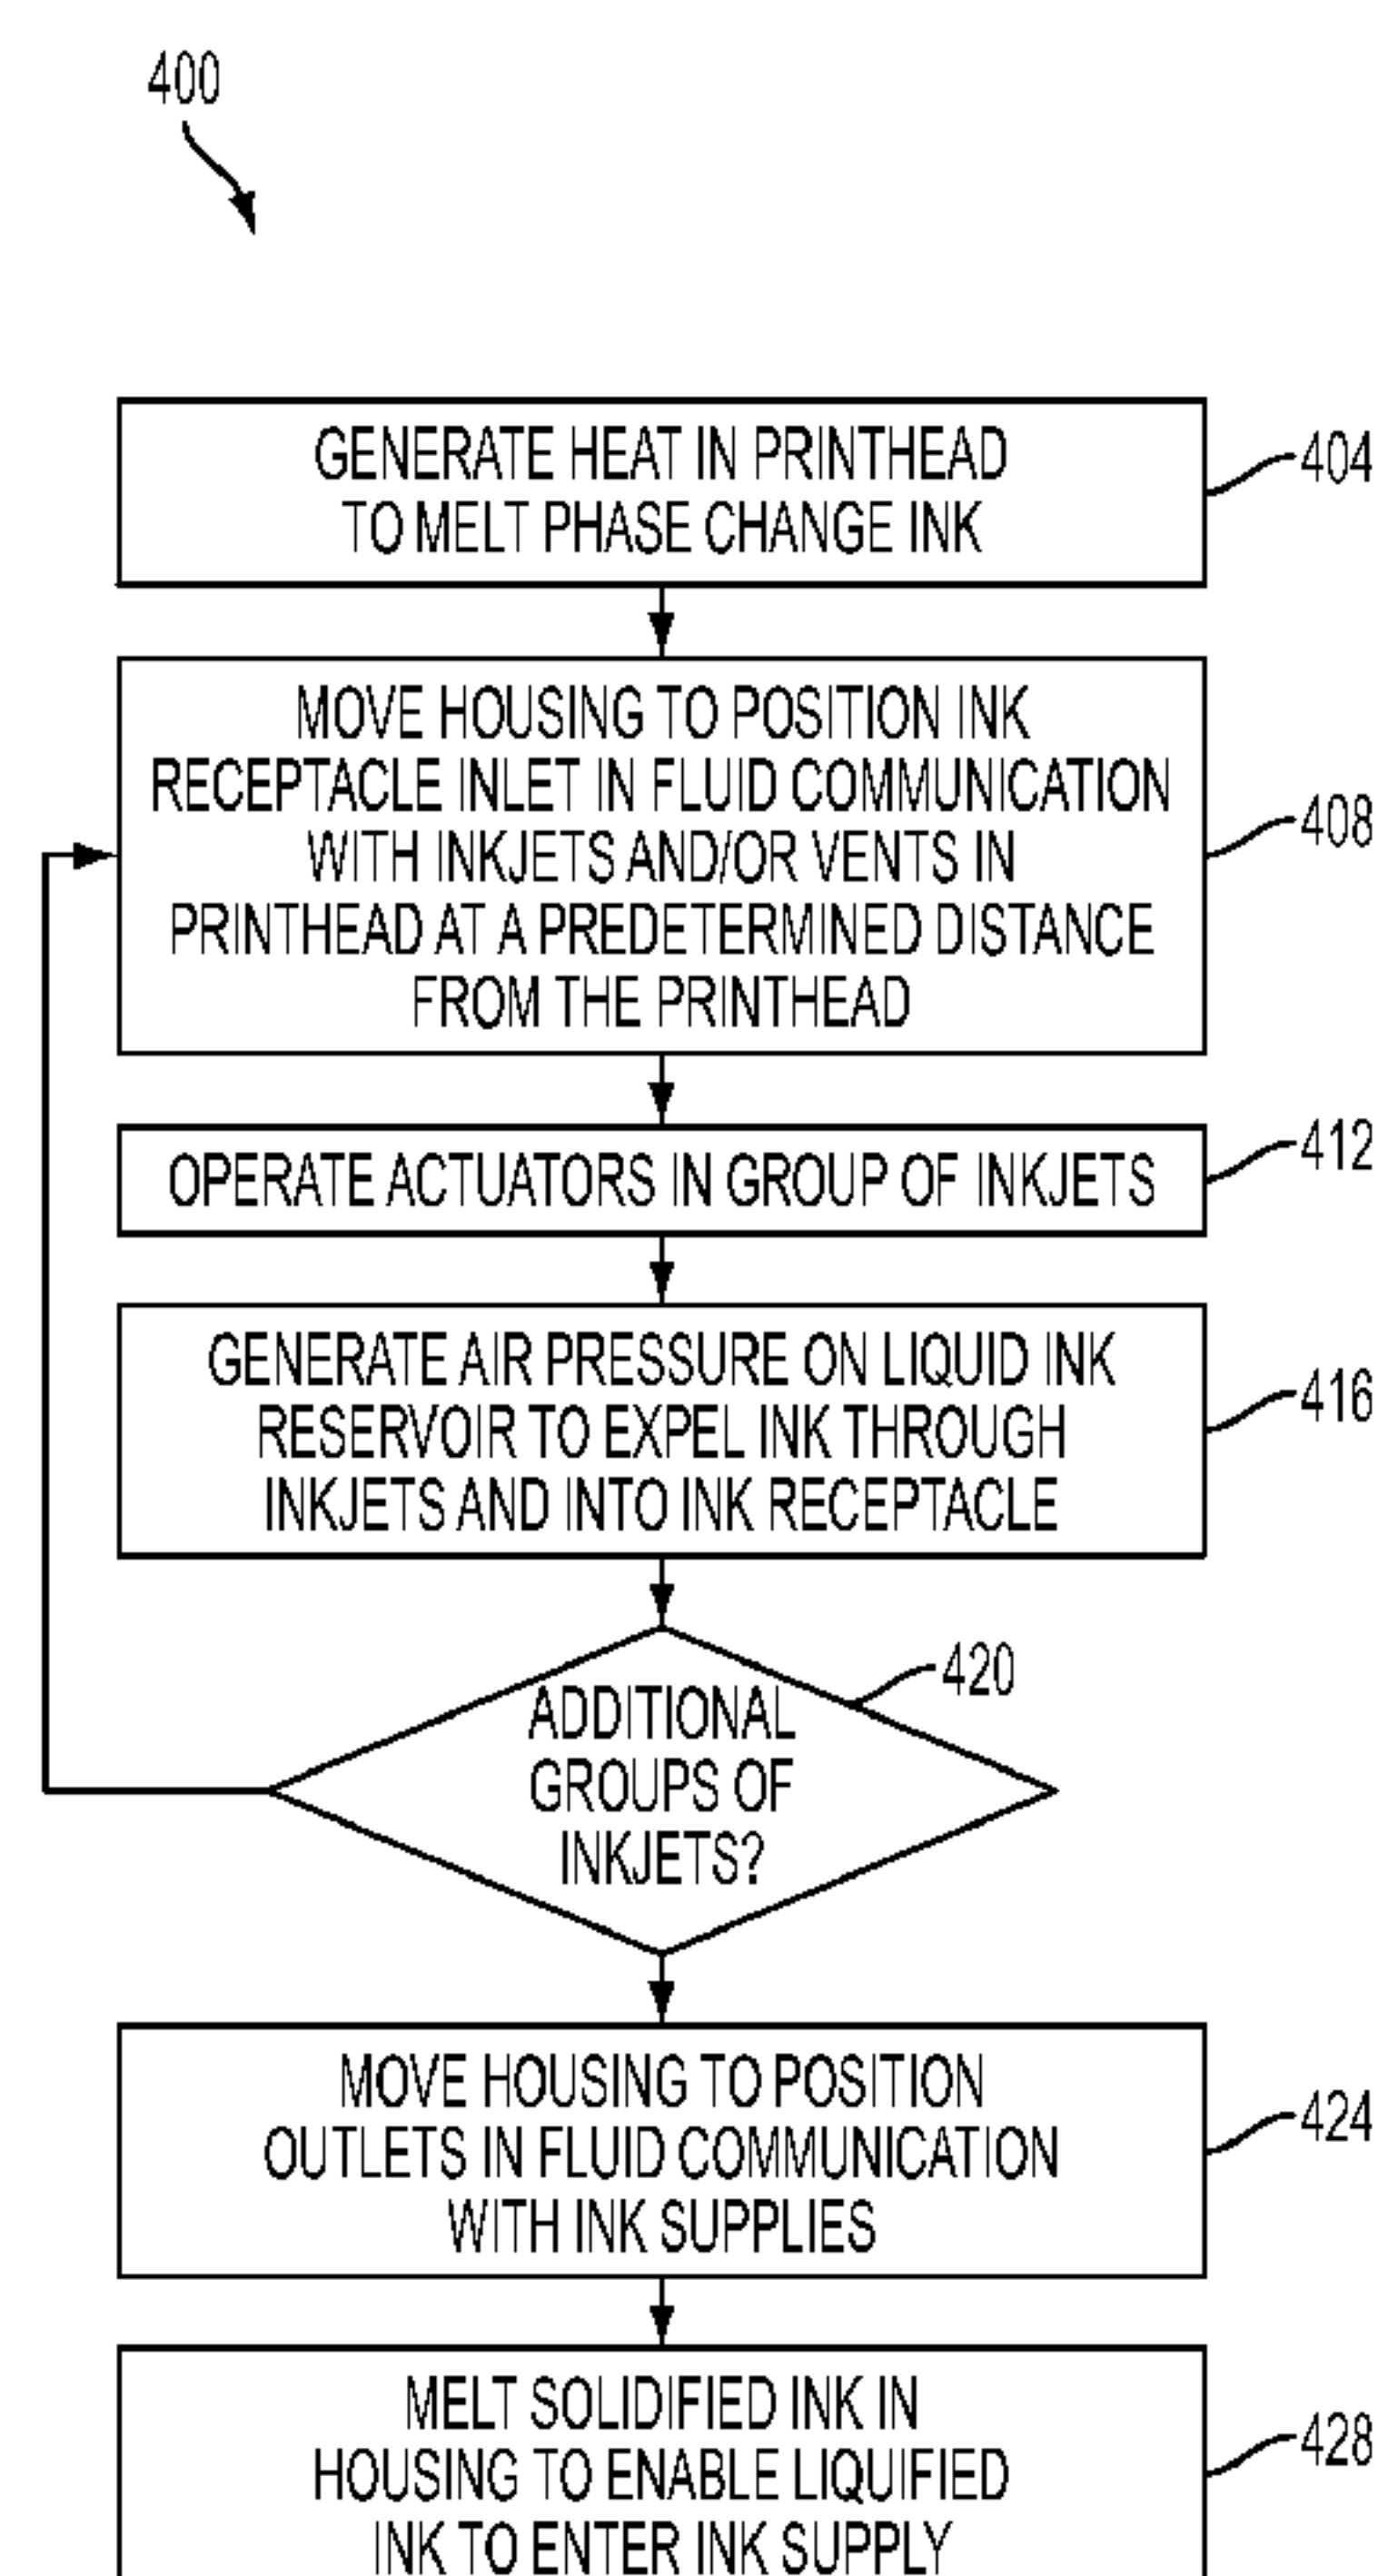 400
GENERATE HEAT IN PRINTHEAD
TO MELT PHASE CHANGE INK
404
MOVE HOUSING TO POSITION INK
RECEPTACLE INLET IN FLUID COMMUNICATION
WITH INKJETS AND/OR VENTS IN
PRINTHEAD AT A PREDETERMINED DISTANCE
FROM THE PRINTHEAD
408
OPERATE ACTUATORS IN GROUP OF INKJETS
412
GENERATE AIR PRESSURE ON LIQUID INK
RESERVOIR TO EXPEL INK THROUGH
INKJETS AND INTO INK RECEPTACLE
416
ADDITIONAL
GROUPS OF
INKJETS?
420
MOVE HOUSING TO POSITION
OUTLETS IN FLUID COMMUNICATION
WITH INK SUPPLIES
424
MELT SOLIDIFIED INK IN
HOUSING TO ENABLE LIQUIFIED
INK TO ENTER INK SUPPLY
428